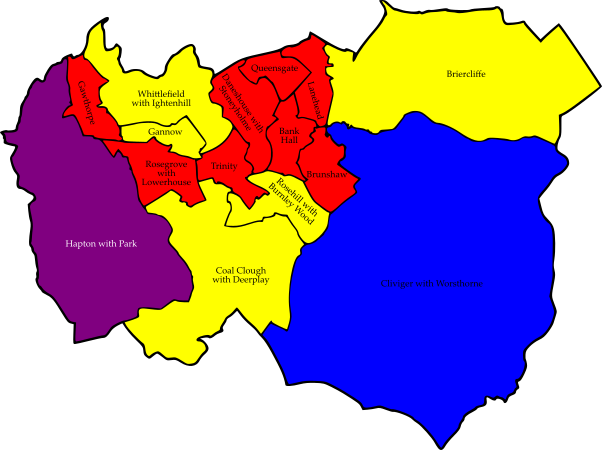 Briercliffe
Queensgate
Lanehead
Daneshouse with
Stoneyholme
Gawthorpe
Whittlefield
with Ightenhill
Gannow
Bank
Hall
Rosegrove
with
Lowerhouse
Trinity
Brunshaw
Rosehill with
Burnley Wood
Hapton with Park
Coal Clough
with Deerplay
Cliviger with Worsthorne